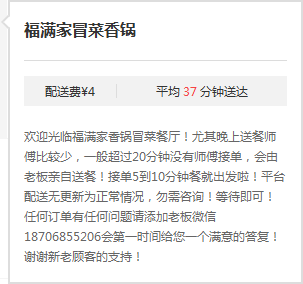 福满家冒菜香锅
配送费¥4
平均 37 分钟送达
欢迎光临福满家香锅冒菜餐厅！尤其晚上送餐师
傅比较少，一般超过20分钟没有师傅接单，会由
老板亲自送餐！接单5到10分钟餐就出发啦！平台
配送无更新为正常情况，勿需咨询！等待即可！
任何订单有任何问题请添加老板微信
18706855206会第一时间给您一个满意的答复！
谢谢新老顾客的支持！